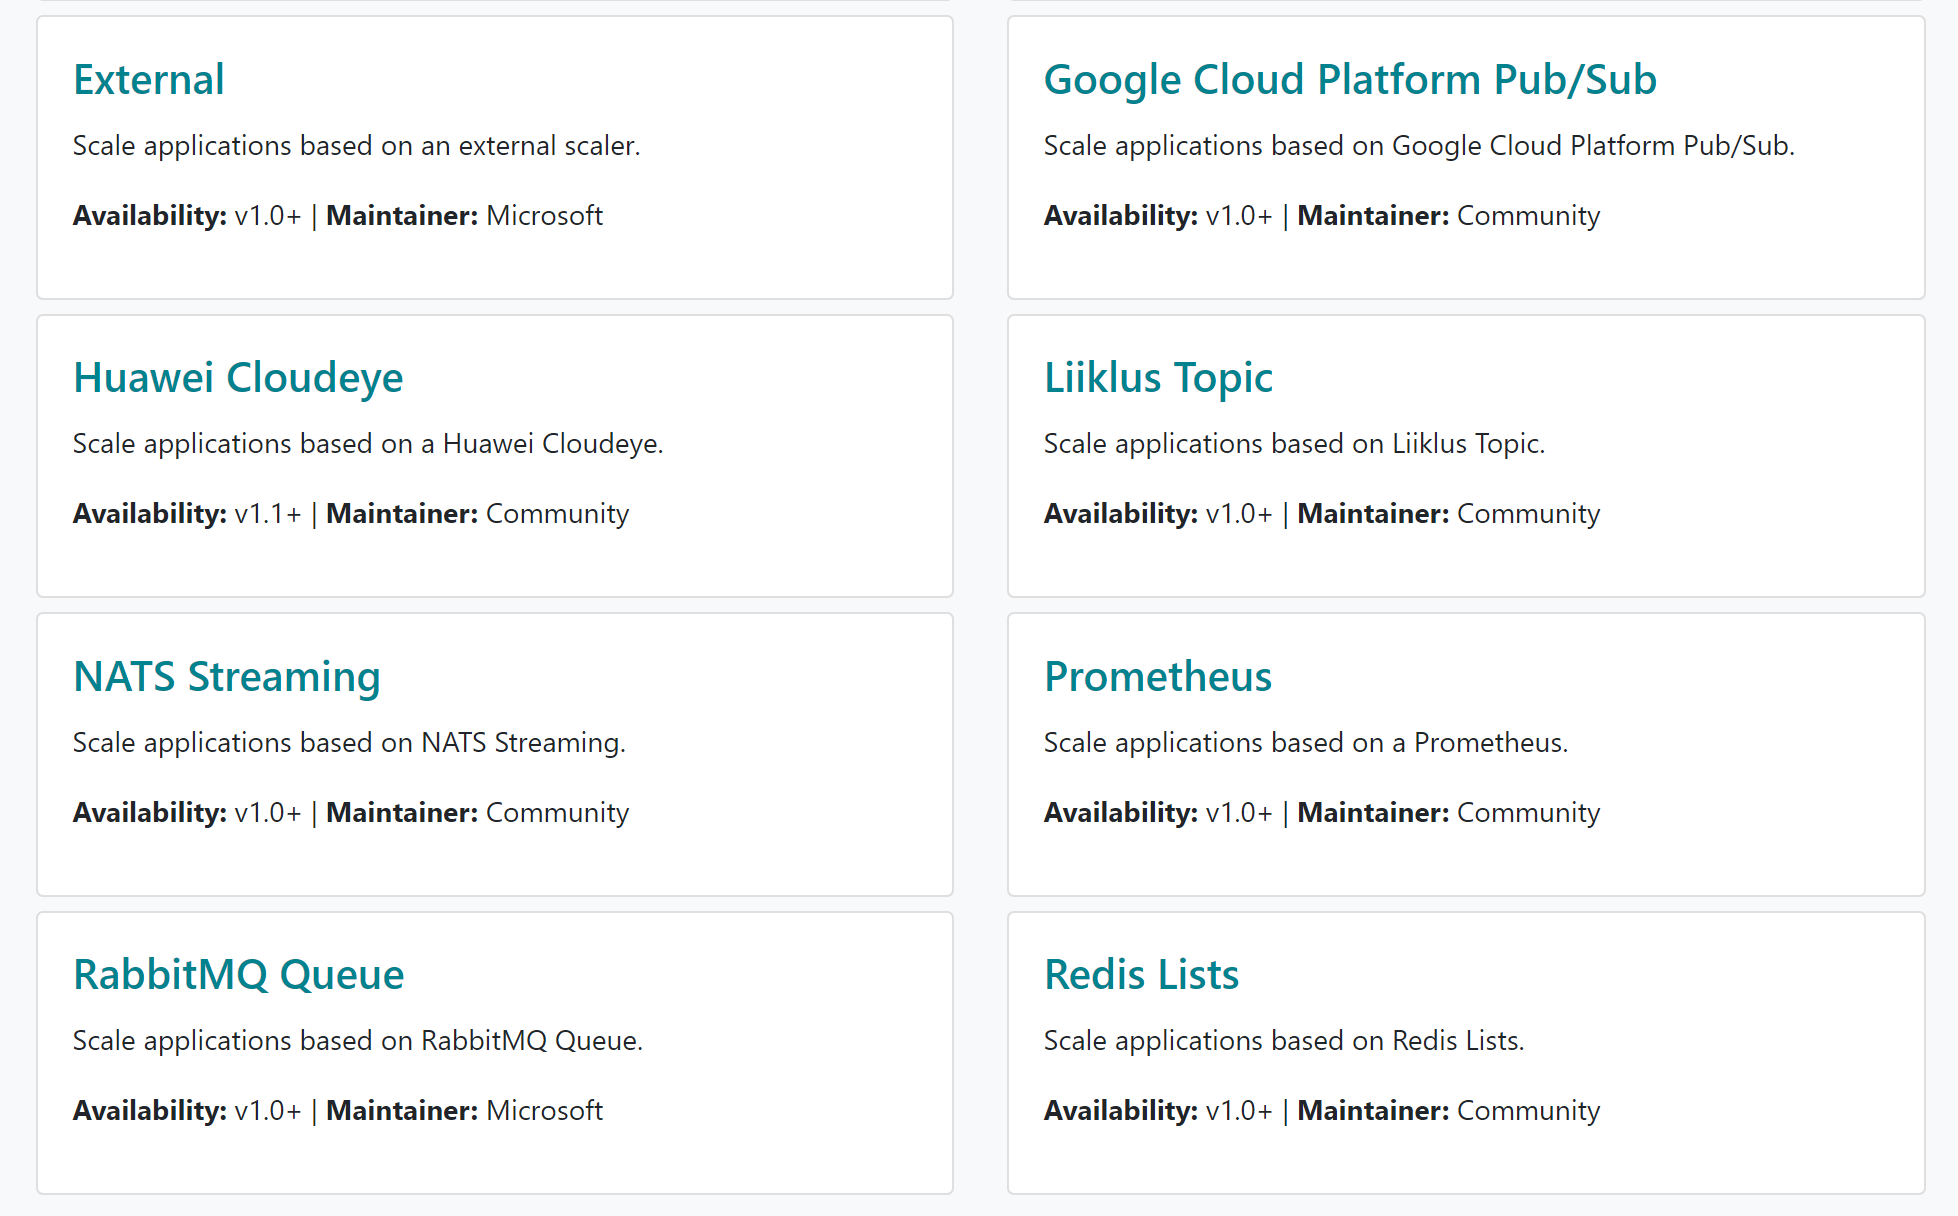 External
Scale applications based on an external scaler.
Availability: v1.0+ | Maintainer: Microsoft
Google Cloud Platform Pub/Sub
Scale applications based on Google Cloud Platform Pub/Sub.
Availability: v1.0+ | Maintainer: Community
Huawei Cloudeye
Scale applications based on a Huawei Cloudeye.
Availability: v1.1+ | Maintainer: Community
Liiklus Topic
Scale applications based on Liiklus Topic.
Availability: v1.0+ | Maintainer: Community
NATS Streaming
Scale applications based on NATS Streaming.
Availability: v1.0+ | Maintainer: Community
Prometheus
Scale applications based on a Prometheus.
Availability: v1.0+ | Maintainer: Community
RabbitMQ Queue
Scale applications based on RabbitMQ Queue.
Availability: v1.0+ | Maintainer: Microsoft
Redis Lists
Scale applications based on Redis Lists.
Availability: v1.0+ | Maintainer: Community